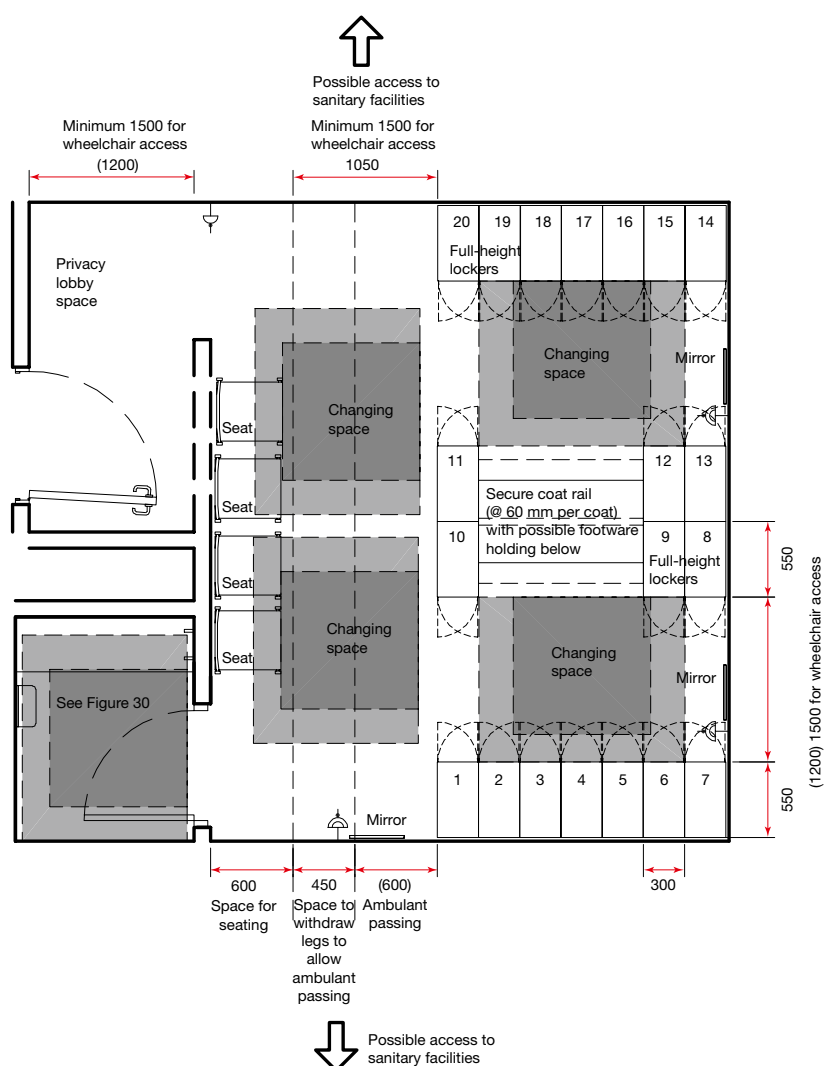 Possible access to
sanitary facilities
Minimum 1500 for
wheelchair access
(1200)
Minimum 1500 for
wheelchair access
1050
20 19 18 17 16 15 14
Full-height
lockers
Privacy
lobby
space
Changing
space
Mirror
Seat
Changing
space
11
12 13
Seat
Secure coat rail
(@ 60 mm per coat)
with possible footware
holding below
10
9 8
Full-height
lockers
550
Seat
Changing
space
Seat
Changing
space
Mirror
See Figure 30
(1200) 1500 for wheelchair access
1 2 3 4 5 6 7
550
Mirror
600
Space for
seating
450
Space to
withdraw
legs to
allow
ambulant
passing
(600)
Ambulant
passing
300
Possible access to
sanitary facilities